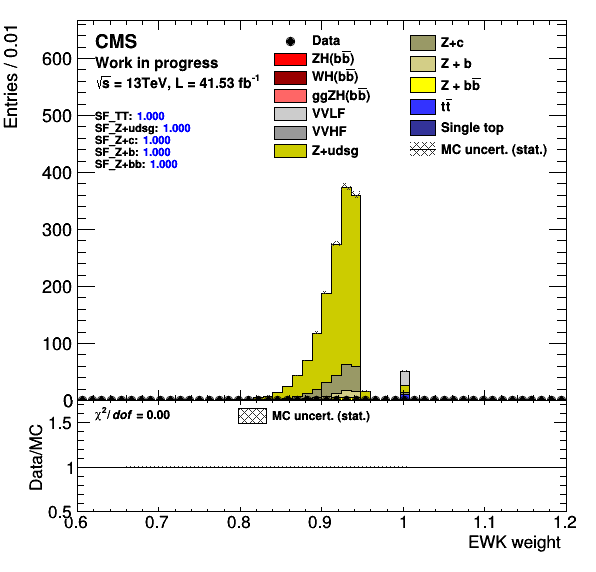 Entries / 0.01
600
500
400
300
200
100
0
CMS
Work in progress
√s = 13TeV, L = 41.53 fb⁻¹
SF_TT: 1.000
SF_Z+udsg: 1.000
SF_Z+c: 1.000
SF_Z+b: 1.000
SF_Z+bb: 1.000
Data
ZH(bb̅)
WH(bb̅)
ggZH(bb̅)
VVLF
VVHF
Z+udsg
Z+c
Z + b
Z + bb̅
tt̅
Single top
MC uncert. (stat.)
Data/MC
1.5
1
0.5
χ²/dof = 0.00
MC uncert. (stat.)
0.6 0.7 0.8 0.9 1 1.1 1.2
EWK weight